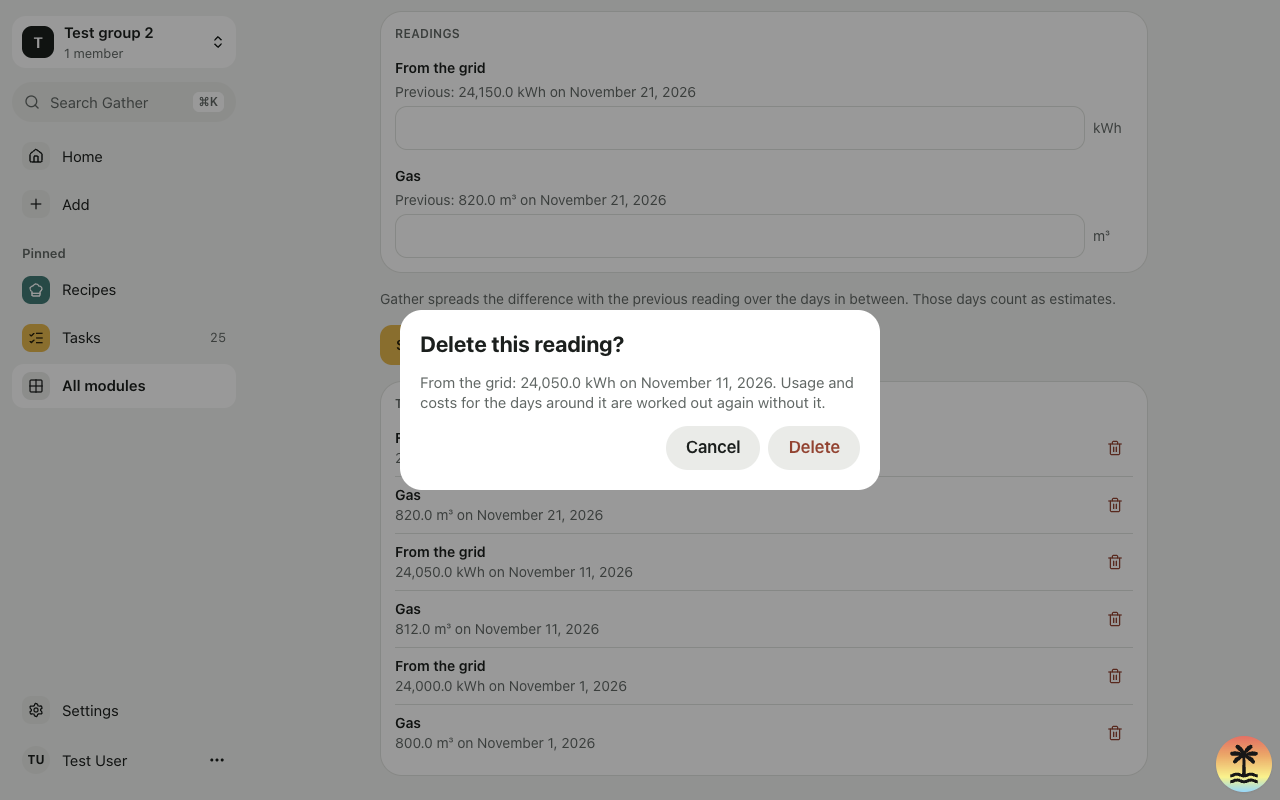 T
Test group 2
1 member
Search Gather
⌘K
Home
Add
Pinned
Recipes
Tasks
25
All modules
Settings
TU
Test User
READINGS
From the grid
Previous: 24,150.0 kWh on November 21, 2026
kWh
Gas
Previous: 820.0 m³ on November 21, 2026
m³
Gather spreads the difference with the previous reading over the days in between. Those days count as estimates.
Delete this reading?
From the grid: 24,050.0 kWh on November 11, 2026. Usage and
costs for the days around it are worked out again without it.
Cancel
Delete
Gas
820.0 m³ on November 21, 2026
From the grid
24,050.0 kWh on November 11, 2026
Gas
812.0 m³ on November 11, 2026
From the grid
24,000.0 kWh on November 1, 2026
Gas
800.0 m³ on November 1, 2026